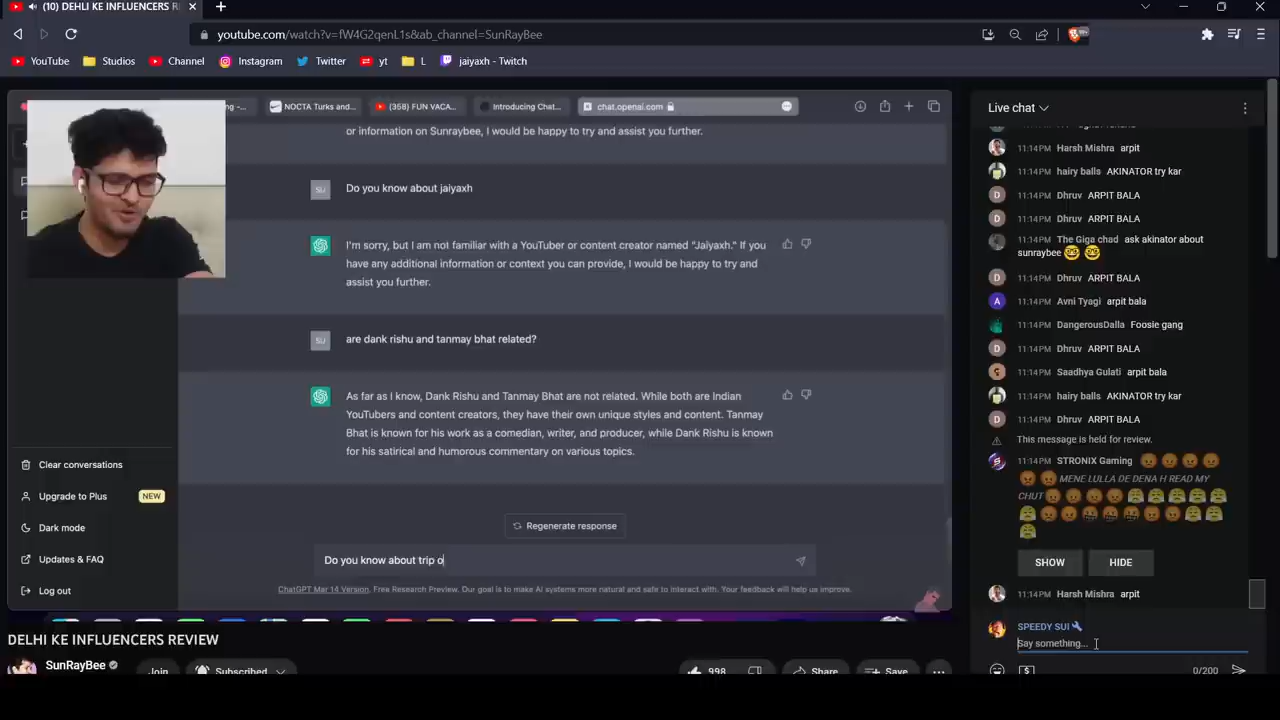 (10) DEHLI KE INFLUENCERS R
youtube.com/watch?v=fW4G2qenL1s&ab_channel=SunRayBee
YouTube
Studios
Channel
Instagram
Twitter
yt
L
jaiyaxh - Twitch
NOCTA Turks and...
(358) FUN VACA...
Introducing Chat...
chat.openai.com
or information on Sunraybee, I would be happy to try and assist you further.
SU
Do you know about jaiyaxh
I'm sorry, but I am not familiar with a YouTuber or content creator named "Jaiyaxh." If you
have any additional information or context you can provide, I would be happy to try and
assist you further.
SU
are dank rishu and tanmay bhat related?
As far as I know, Dank Rishu and Tanmay Bhat are not related. While both are Indian
YouTubers and content creators, they have their own unique styles and content. Tanmay
Bhat is known for his work as a comedian, writer, and producer, while Dank Rishu is known
for his satirical and humorous commentary on various topics.
Clear conversations
Upgrade to Plus
NEW
Dark mode
Updates & FAQ
Log out
Regenerate response
Do you know about trip o
ChatGPT Mar 14 Version. Free Research Preview. Our goal is to make AI systems more natural and safe to interact with. Your feedback will help us improve.
DELHI KE INFLUENCERS REVIEW
SunRayBee
Join
Subscribed
998
Share
Save
Live chat
11:14PM Harsh Mishra arpit
11:14PM hairy balls AKINATOR try kar
D 11:14PM Dhruv ARPIT BALA
D 11:14PM Dhruv ARPIT BALA
11:14PM The Giga chad ask akinator about
sunraybee
D 11:14PM Dhruv ARPIT BALA
A 11:14PM Avni Tyagi arpit bala
11:14PM DangerousDalla Foosie gang
D 11:14PM Dhruv ARPIT BALA
11:14PM Saadhya Gulati arpit bala
11:14PM hairy balls AKINATOR try kar
D 11:14PM Dhruv ARPIT BALA
This message is held for review.
11:14PM STRONIX Gaming
MENE LULLA DE DENA H READ MY
CHUT
SHOW
HIDE
11:14PM Harsh Mishra arpit
SPEEDY SUI
Say something...
0/200